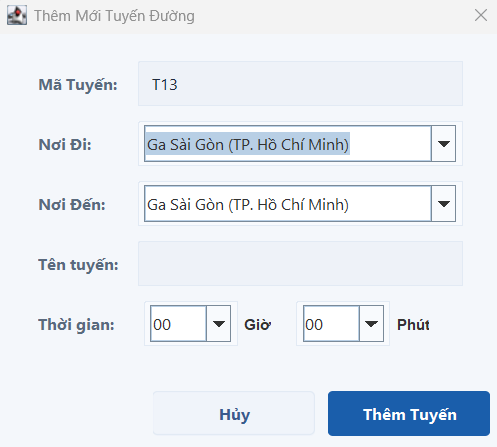 Thêm Mới Tuyến Đường
Mã Tuyến: T13
Nơi Đi: Ga Sài Gòn (TP. Hồ Chí Minh)
Nơi Đến: Ga Sài Gòn (TP. Hồ Chí Minh)
Tên tuyến:
Thời gian: 00 Giờ 00 Phút
Hủy Thêm Tuyến